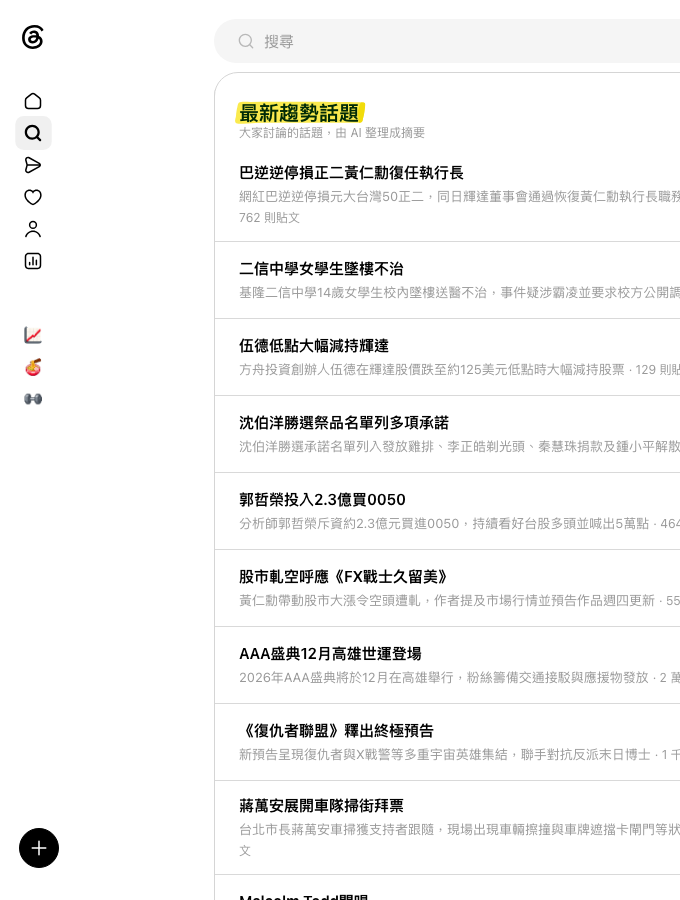 搜尋
最新趨勢話題
大家討論的話題,由 AI 整理成摘要
巴逆逆停損正二黃仁勳復任執行長
網紅巴逆逆停損元大台灣50正二,同日輝達董事會通過恢復黃仁勳執行長職務
762 則貼文
二信中學女學生墜樓不治
基隆二信中學14歲女學生校內墜樓送醫不治,事件疑涉霸凌並要求校方公開調
伍德低點大幅減持輝達
方舟投資創辦人伍德在輝達股價跌至約125美元低點時大幅減持股票 · 129 則貼
沈伯洋勝選祭品名單列多項承諾
沈伯洋勝選承諾名單列入發放雞排、李正皓剃光頭、秦慧珠捐款及鍾小平解散
郭哲榮投入2.3億買0050
分析師郭哲榮斥資約2.3億元買進0050,持續看好台股多頭並喊出5萬點 · 464
股市軋空呼應《FX戰士久留美》
黃仁勳帶動股市大漲令空頭遭軋,作者提及市場行情並預告作品週四更新 · 55
AAA盛典12月高雄世運登場
2026年AAA盛典將於12月在高雄舉行,粉絲籌備交通接駁與應援物發放 · 2 萬
《復仇者聯盟》釋出終極預告
新預告呈現復仇者與X戰警等多重宇宙英雄集結,聯手對抗反派末日博士 · 1 千
蔣萬安展開車隊掃街拜票
台北市長蔣萬安車掃獲支持者跟隨,現場出現車輛擦撞與車牌遮擋卡閘門等狀
文
Malcolm Todd開唱